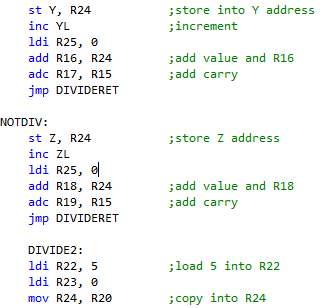 st Y, R24 ;store into Y address
inc YL ;increment
ldi R25, 0
add R16, R24 ;add value and R16
adc R17, R15 ;add carry
jmp DIVIDERET
NOTDIV:
st Z, R24 ;store Z address
inc ZL
ldi R25, 0
add R18, R24 ;add value and R18
adc R19, R15 ;add carry
jmp DIVIDERET
DIVIDE2:
ldi R22, 5 ;load 5 into R22
ldi R23, 0
mov R24, R20 ;copy into R24